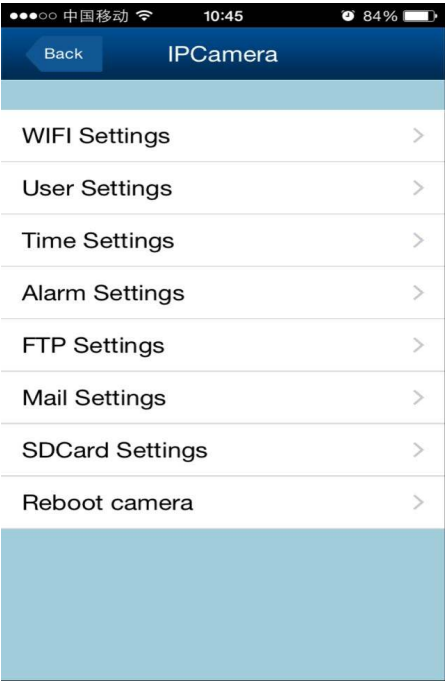 中国移动 10:45 84%
Back IPCamera
WIFI Settings
User Settings
Time Settings
Alarm Settings
FTP Settings
Mail Settings
SDCard Settings
Reboot camera